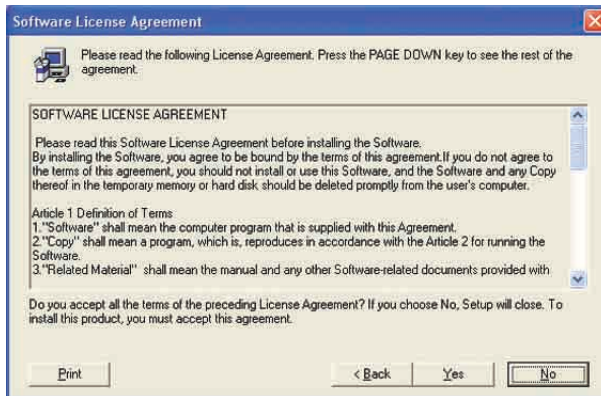 Software License Agreement
Please read the following License Agreement. Press the PAGE DOWN key to see the rest of the
agreement.
SOFTWARE LICENSE AGREEMENT
Please read this Software License Agreement before installing the Software.
By installing the Software, you agree to be bound by the terms of this agreement.If you do not agree to
the terms of this agreement, you should not install or use this Software, and the Software and any Copy
thereof in the temporary memory or hard disk should be deleted promptly from the user's computer.
Article 1 Definition of Terms
1."Software" shall mean the computer program that is supplied with this Agreement.
2."Copy" shall mean a program, which is, reproduces in accordance with the Article 2 for running the
Software.
3."Related Material" shall mean the manual and any other Software-related documents provided with
Do you accept all the terms of the preceding License Agreement? If you choose No, Setup will close. To
install this product, you must accept this agreement.
Print
< Back
Yes
No